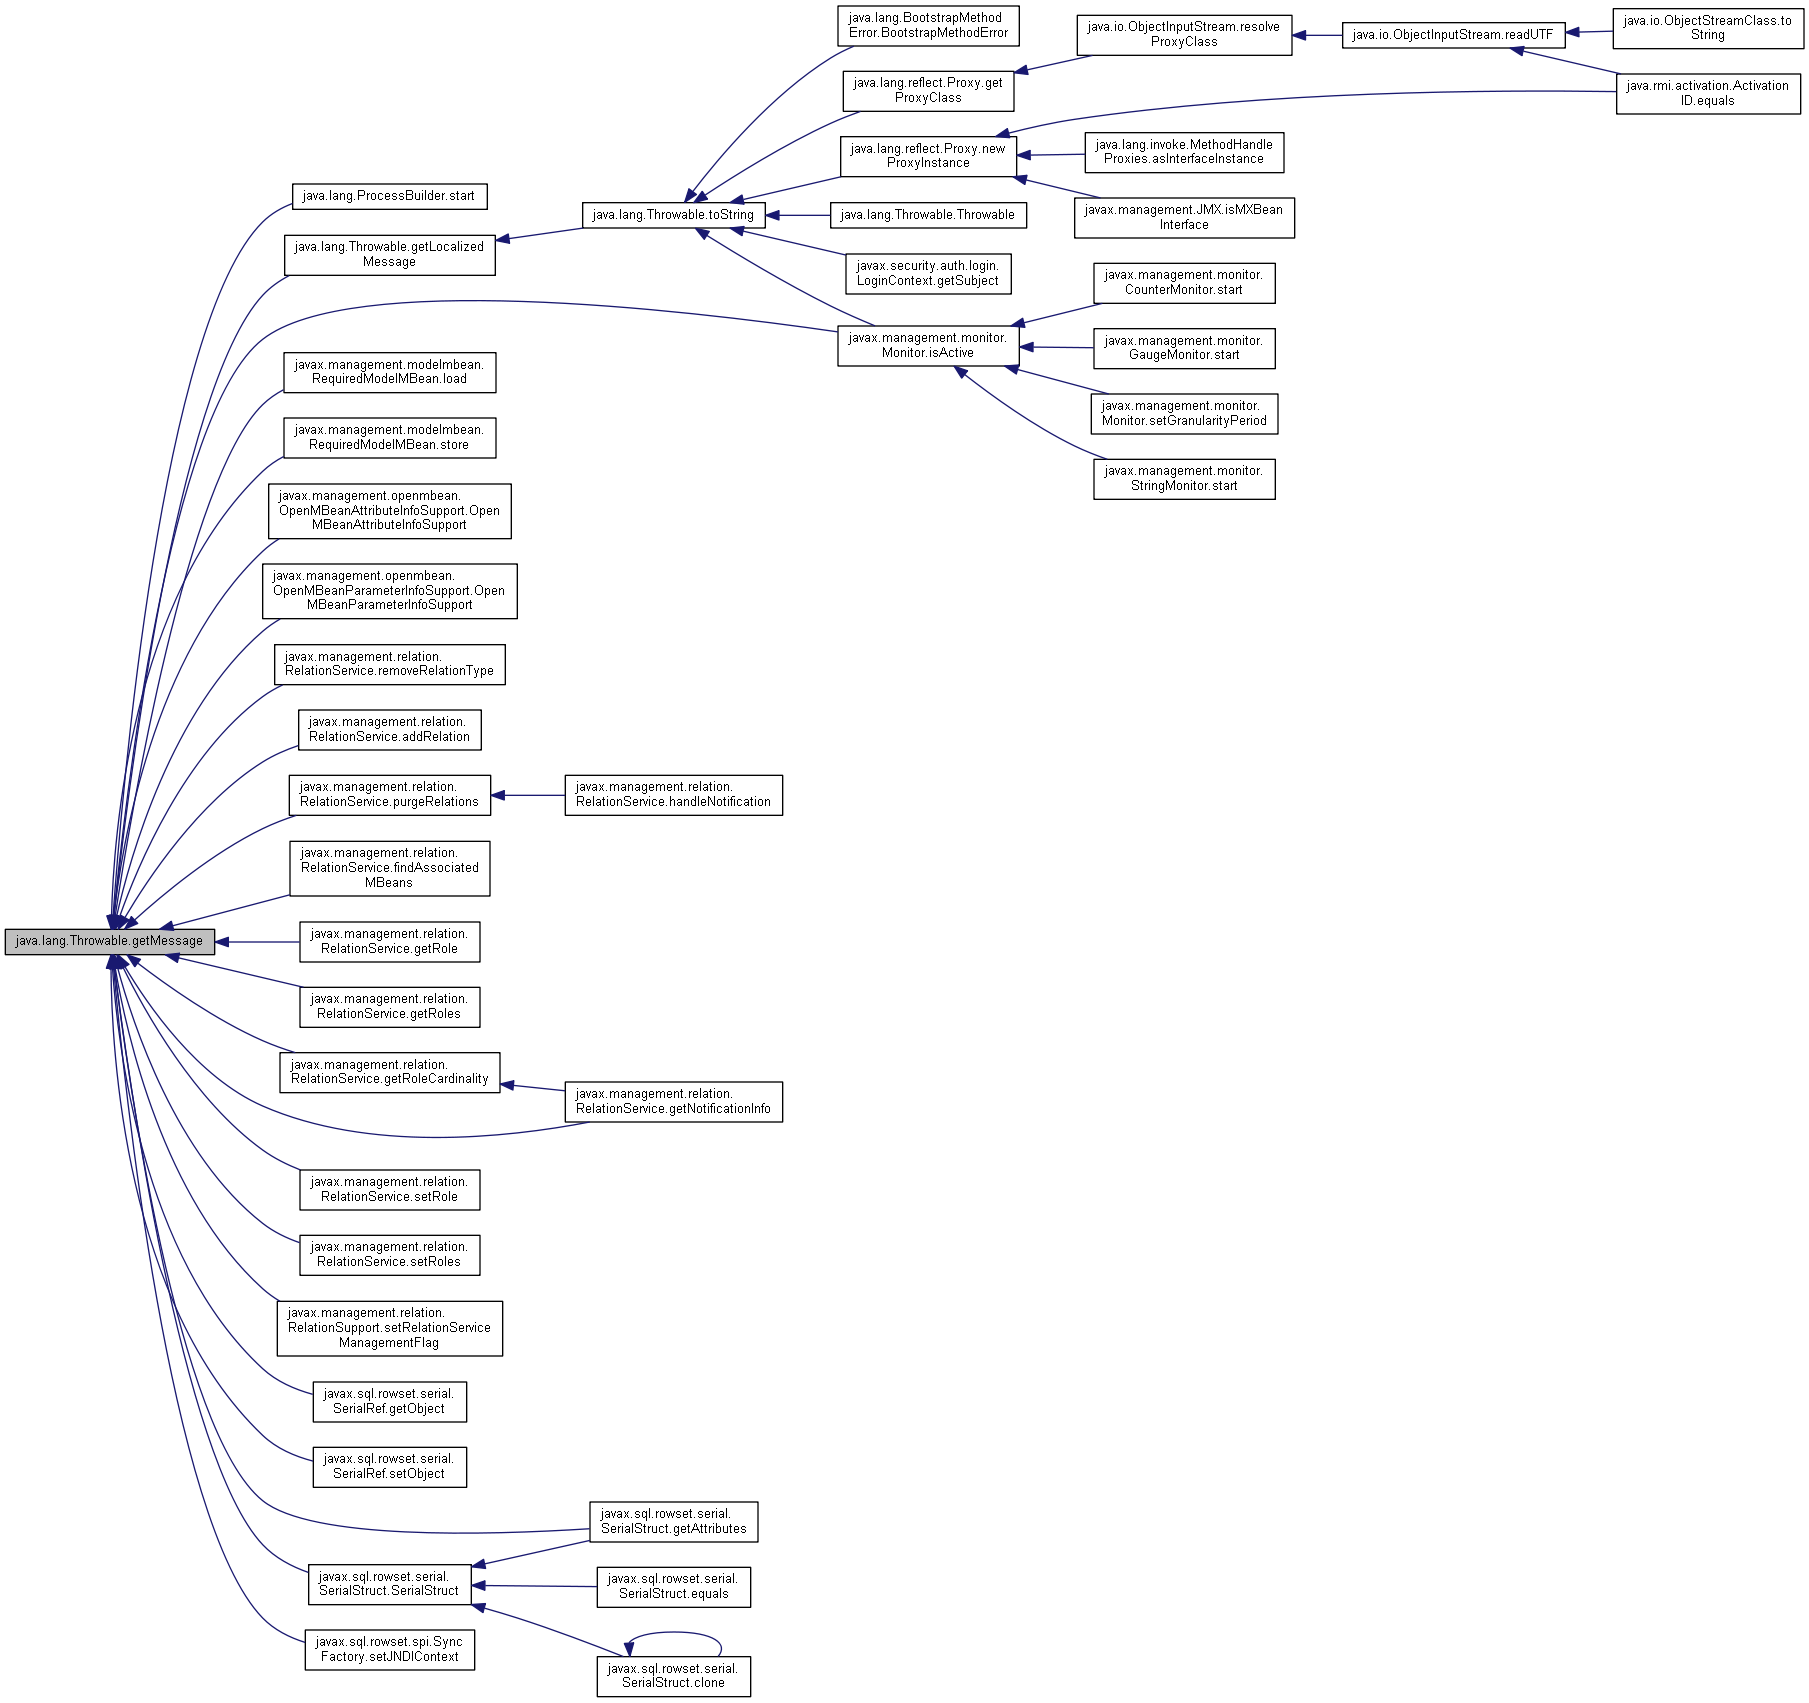 java.lang.BootstrapMethod
Error.BootstrapMethodError
java.io.ObjectInputStream.resolve
ProxyClass
java.io.ObjectInputStream.readUTF
java.io.ObjectStreamClass.to
String
java.lang.reflect.Proxy.get
ProxyClass
java.rmi.activation.Activation
ID.equals
java.lang.reflect.Proxy.new
ProxyInstance
java.lang.invoke.MethodHandle
Proxies.asInterfaceInstance
java.lang.ProcessBuilder.start
java.lang.Throwable.toString
java.lang.Throwable.Throwable
javax.management.JMX.isMXBean
Interface
java.lang.Throwable.getLocalized
Message
javax.security.auth.login.
LoginContext.getSubject
javax.management.monitor.
CounterMonitor.start
javax.management.monitor.
Monitor.isActive
javax.management.monitor.
GaugeMonitor.start
javax.management.modelmbean.
RequiredModelMBean.load
javax.management.monitor.
Monitor.setGranularityPeriod
javax.management.modelmbean.
RequiredModelMBean.store
javax.management.monitor.
StringMonitor.start
javax.management.openmbean.
OpenMBeanAttributeInfoSupport.Open
MBeanAttributeInfoSupport
javax.management.openmbean.
OpenMBeanParameterInfoSupport.Open
MBeanParameterInfoSupport
javax.management.relation.
RelationService.removeRelationType
javax.management.relation.
RelationService.addRelation
javax.management.relation.
RelationService.purgeRelations
javax.management.relation.
RelationService.handleNotification
javax.management.relation.
RelationService.findAssociated
MBeans
java.lang.Throwable.getMessage
javax.management.relation.
RelationService.getRole
javax.management.relation.
RelationService.getRoles
javax.management.relation.
RelationService.getRoleCardinality
javax.management.relation.
RelationService.getNotificationInfo
javax.management.relation.
RelationService.setRole
javax.management.relation.
RelationService.setRoles
javax.management.relation.
RelationSupport.setRelationService
ManagementFlag
javax.sql.rowset.serial.
SerialRef.getObject
javax.sql.rowset.serial.
SerialRef.setObject
javax.sql.rowset.serial.
SerialStruct.getAttributes
javax.sql.rowset.serial.
SerialStruct.SerialStruct
javax.sql.rowset.serial.
SerialStruct.equals
javax.sql.rowset.spi.Sync
Factory.setJNDIContext
javax.sql.rowset.serial.
SerialStruct.clone